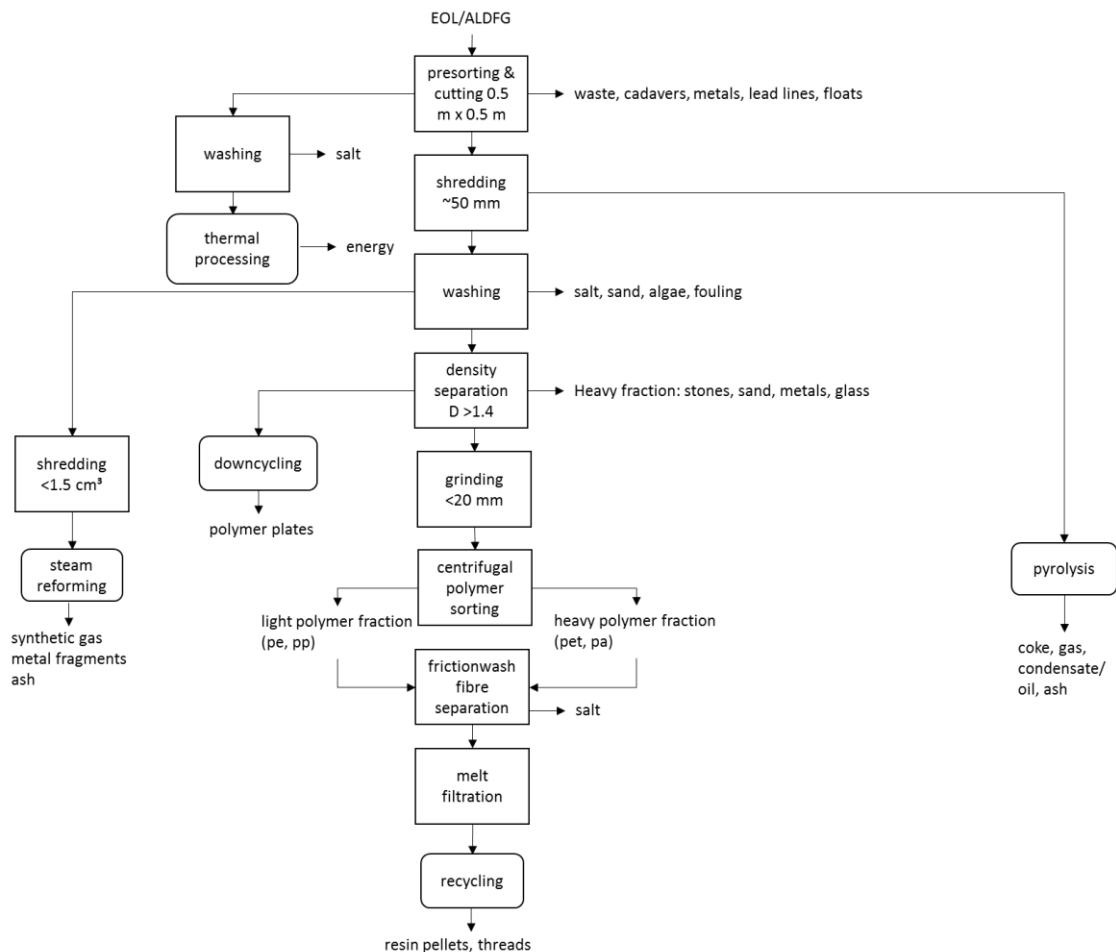 EOL/ALDFG
presorting &
cutting 0.5
m x 0.5 m
waste, cadavers, metals, lead lines, floats
washing
salt
shredding
~50 mm
thermal
processing
energy
washing
salt, sand, algae, fouling
density
separation
D >1.4
Heavy fraction: stones, sand, metals, glass
shredding
<1.5 cm³
downcycling
grinding
<20 mm
polymer plates
steam
reforming
centrifugal
polymer
sorting
pyrolysis
light polymer fraction
(pe, pp)
heavy polymer fraction
(pet, pa)
synthetic gas
metal fragments
ash
coke, gas,
condensate/
oil, ash
frictionwash
fibre
separation
salt
melt
filtration
recycling
resin pellets, threads